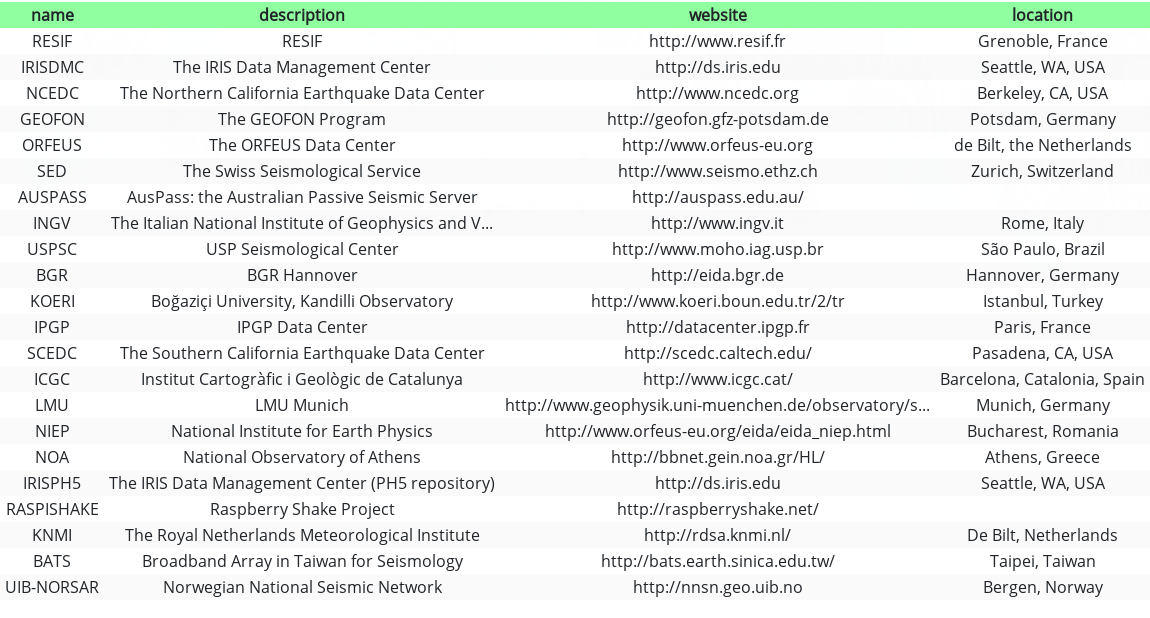 name description website location
RESIF RESIF http://www.resif.fr Grenoble, France
IRISDMC The IRIS Data Management Center http://ds.iris.edu Seattle, WA, USA
NCEDC The Northern California Earthquake Data Center http://www.ncedc.org Berkeley, CA, USA
GEOFON The GEOFON Program http://geofon.gfz-potsdam.de Potsdam, Germany
ORFEUS The ORFEUS Data Center http://www.orfeus-eu.org de Bilt, the Netherlands
SED The Swiss Seismological Service http://www.seismo.ethz.ch Zurich, Switzerland
AUSPASS AusPass: the Australian Passive Seismic Server http://auspass.edu.au/
INGV The Italian National Institute of Geophysics and V... http://www.ingv.it Rome, Italy
USPSC USP Seismological Center http://www.moho.iag.usp.br São Paulo, Brazil
BGR BGR Hannover http://eida.bgr.de Hannover, Germany
KOERI Boğaziçi University, Kandilli Observatory http://www.koeri.boun.edu.tr/2/tr Istanbul, Turkey
IPGP IPGP Data Center http://datacenter.ipgp.fr Paris, France
SCEDC The Southern California Earthquake Data Center http://scedc.caltech.edu/ Pasadena, CA, USA
ICGC Institut Cartogràfic i Geològic de Catalunya http://www.icgc.cat/ Barcelona, Catalonia, Spain
LMU LMU Munich http://www.geophysik.uni-muenchen.de/observatory/s... Munich, Germany
NIEP National Institute for Earth Physics http://www.orfeus-eu.org/eida/eida_niep.html Bucharest, Romania
NOA National Observatory of Athens http://bbnet.gein.noa.gr/HL/ Athens, Greece
IRISPH5 The IRIS Data Management Center (PH5 repository) http://ds.iris.edu Seattle, WA, USA
RASPISHAKE Raspberry Shake Project http://raspberryshake.net/
KNMI The Royal Netherlands Meteorological Institute http://rdsa.knmi.nl/ De Bilt, Netherlands
BATS Broadband Array in Taiwan for Seismology http://bats.earth.sinica.edu.tw/ Taipei, Taiwan
UIB-NORSAR Norwegian National Seismic Network http://nnsn.geo.uib.no Bergen, Norway